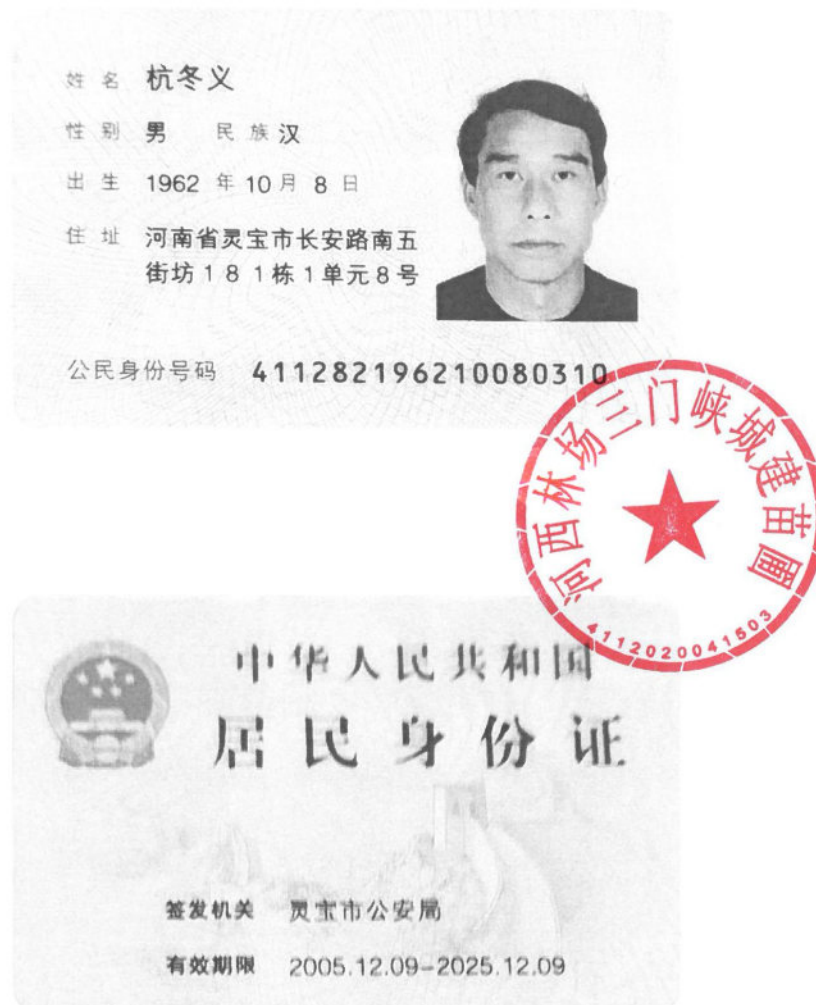 姓名 杭冬义
性别 男 民族 汉
出生 1962 年 10 月 8 日
住址 河南省灵宝市长安路南五
街坊181栋1单元8号
公民身份号码 411282196210080310
河西林场三门峡城建苗圃
4112020041503
中华人民共和国
居民身份证
签发机关 灵宝市公安局
有效期限 2005.12.09-2025.12.09